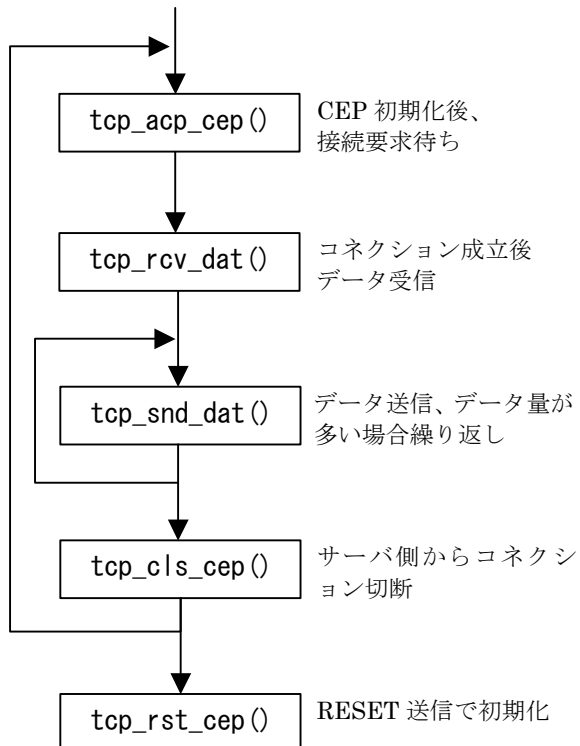 tcp_acp_cep()
CEP 初期化後、
接続要求待ち
tcp_rcv_dat()
コネクション成立後
データ受信
tcp_snd_dat()
データ送信、データ量が
多い場合繰り返し
tcp_cls_cep()
サーバ側からコネクシ
ョン切断
tcp_rst_cep()
RESET 送信で初期化